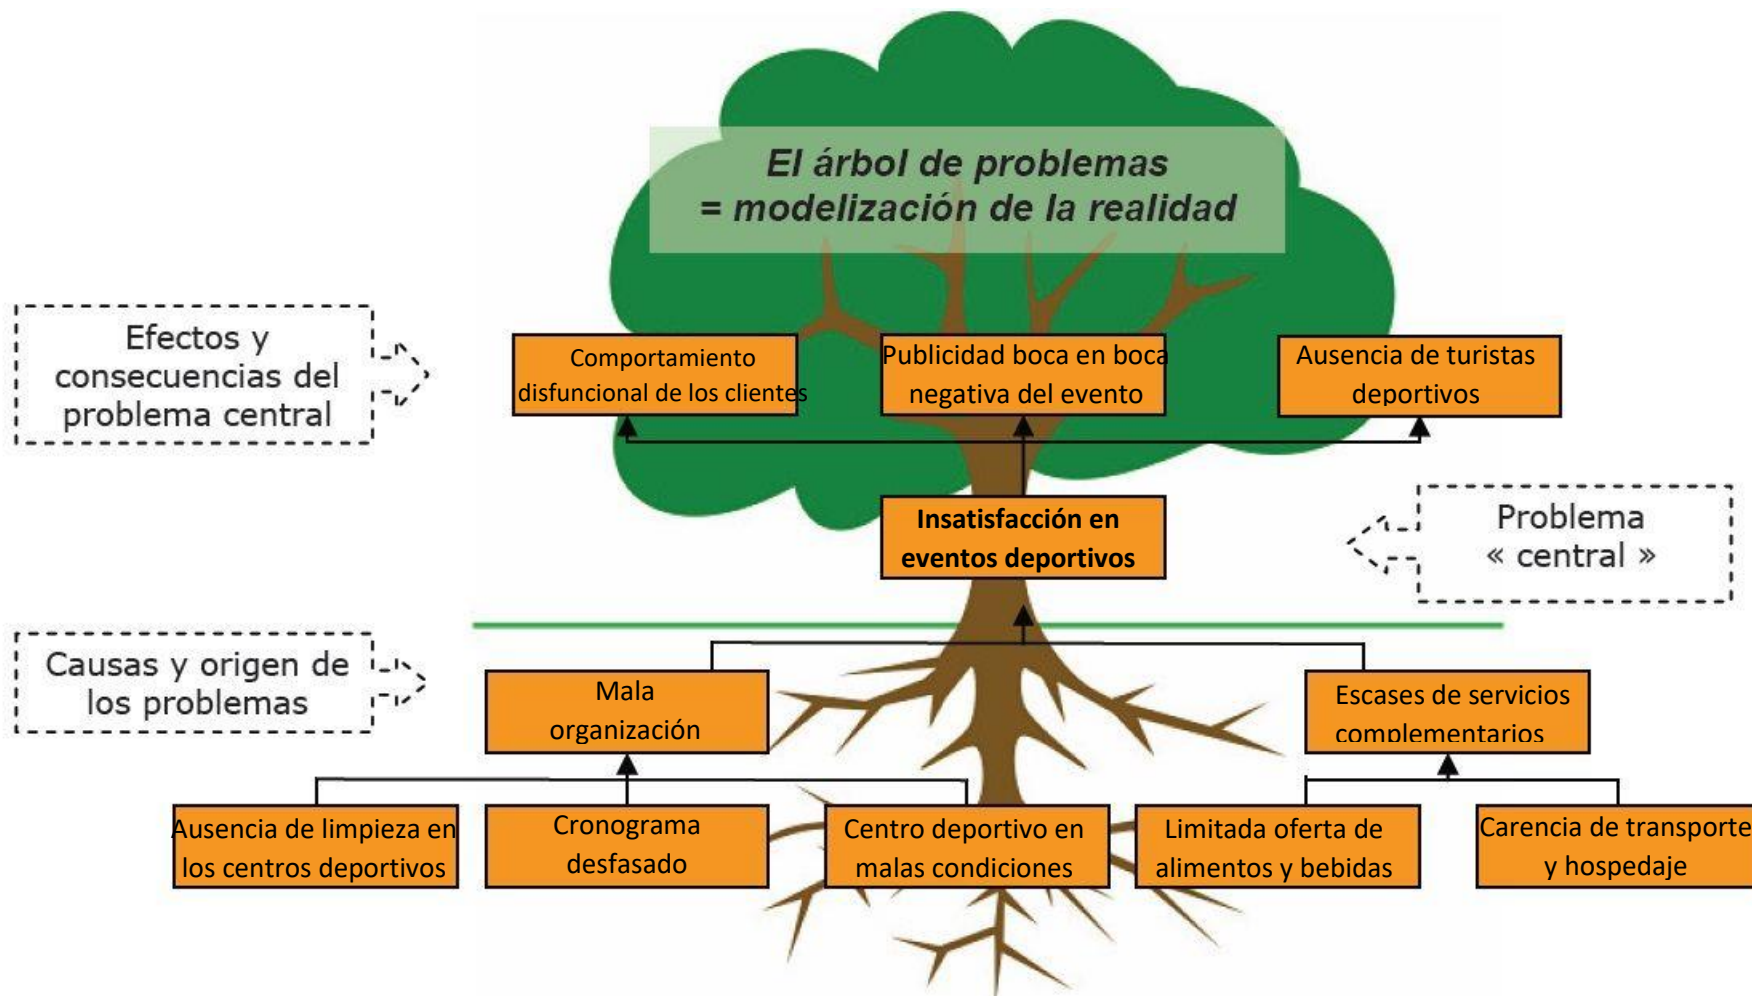 El árbol de problemas
= modelización de la realidad
Efectos y
consecuencias del
problema central
Comportamiento
disfuncional de los clientes
Publicidad boca en boca
negativa del evento
Ausencia de turistas
deportivos
Insatisfacción en
eventos deportivos
Problema
« central »
Causas y origen de
los problemas
Mala
organización
Escases de servicios
complementarios
Ausencia de limpieza en
los centros deportivos
Cronograma
desfasado
Centro deportivo en
malas condiciones
Limitada oferta de
alimentos y bebidas
Carencia de transporte
y hospedaje